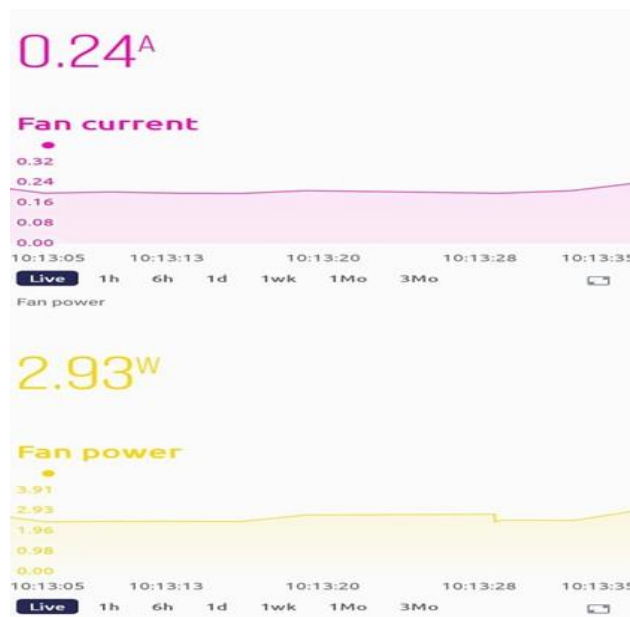 0.24A
Fan current
0.32
0.24
0.16
0.08
0.00
10:13:05 10:13:13 10:13:20 10:13:28 10:13:35
Live 1h 6h 1d 1wk 1Mo 3Mo
Fan power
2.93W
Fan power
3.91
2.93
1.96
0.98
0.00
10:13:05 10:13:13 10:13:20 10:13:28 10:13:35
Live 1h 6h 1d 1wk 1Mo 3Mo